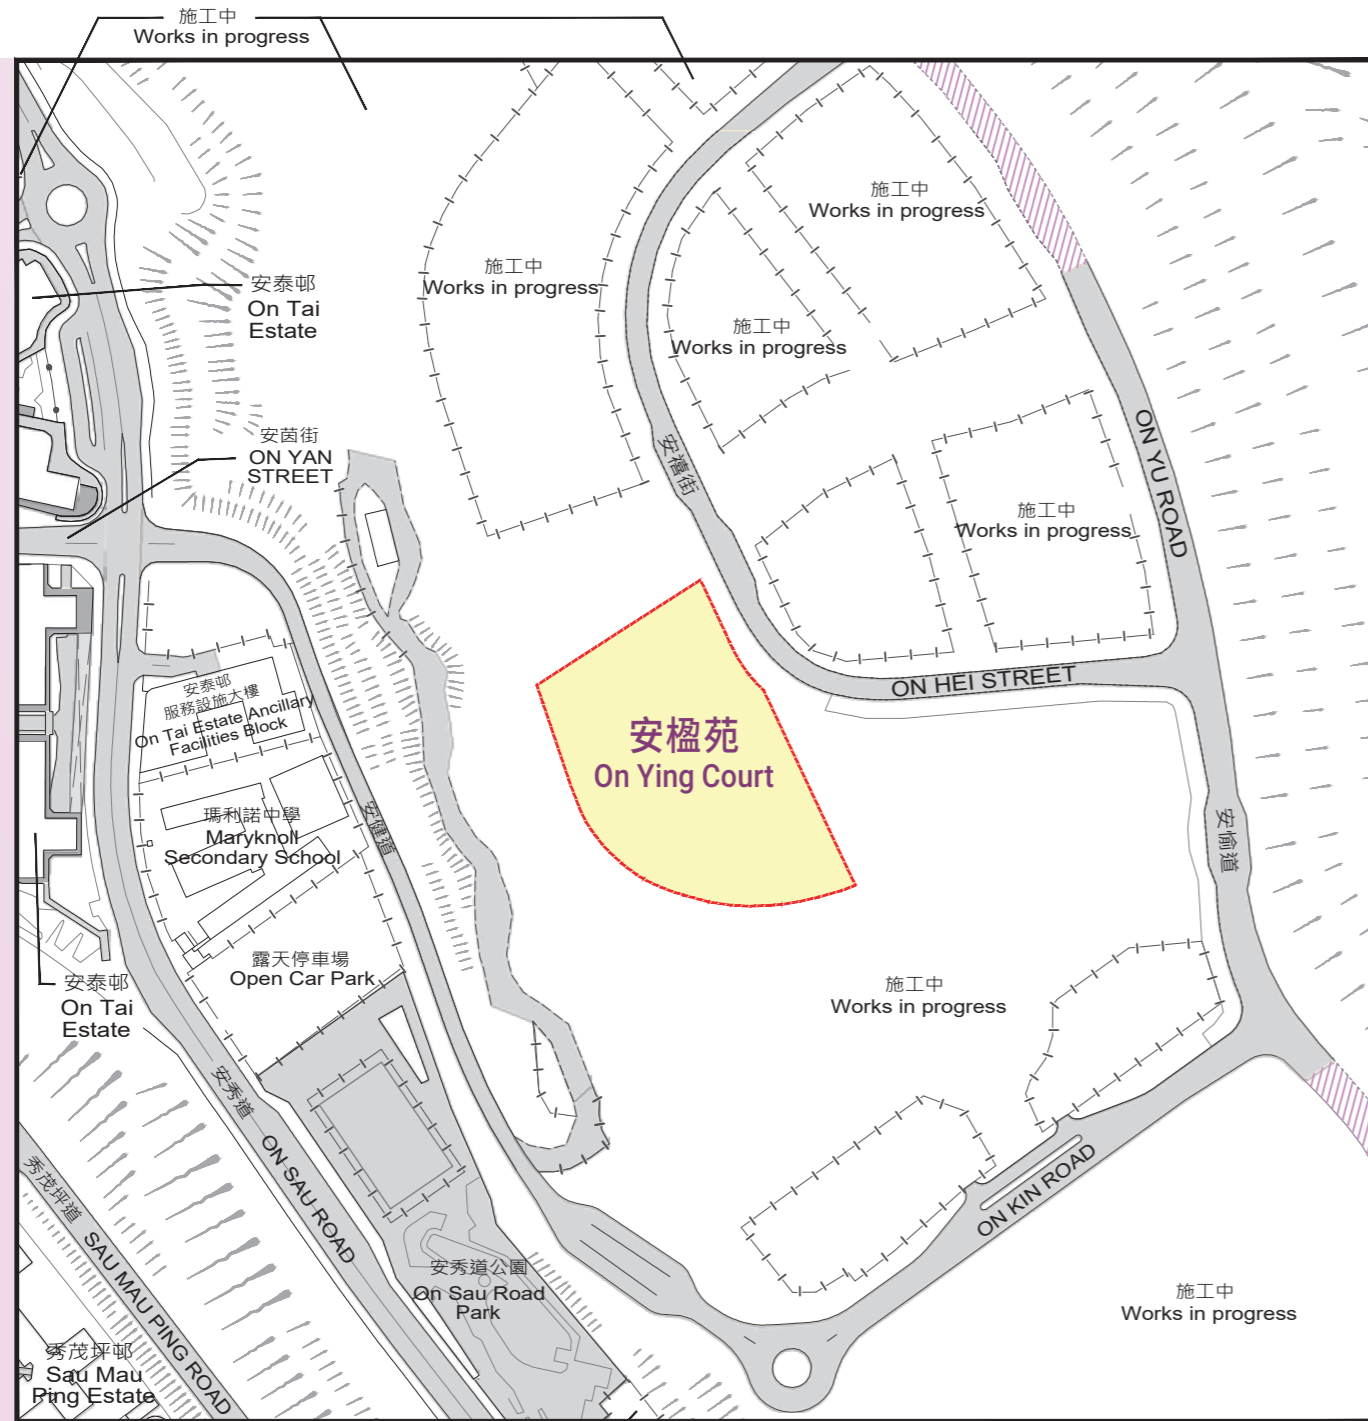 施工中
Works in progress
施工中
Works in progress
施工中
Works in progress
安泰邨
On Tai
Estate
施工中
Works in progress
安茵街
ON YAN
STREET
安禧街
ON YU ROAD
施工中
Works in progress
ON HEI STREET
安泰邨
服務設施大樓
On Tai Estate Ancillary
Facilities Block
安楹苑
On Ying Court
瑪利諾中學
Maryknoll
Secondary School
安健道
安愉道
露天停車場
Open Car Park
安泰邨
On Tai
Estate
施工中
Works in progress
安秀道
ON SAU ROAD
秀茂坪道
SAU MAU PING ROAD
ON KIN ROAD
安秀道公園
On Sau Road
Park
施工中
Works in progress
秀茂坪邨
Sau Mau
Ping Estate